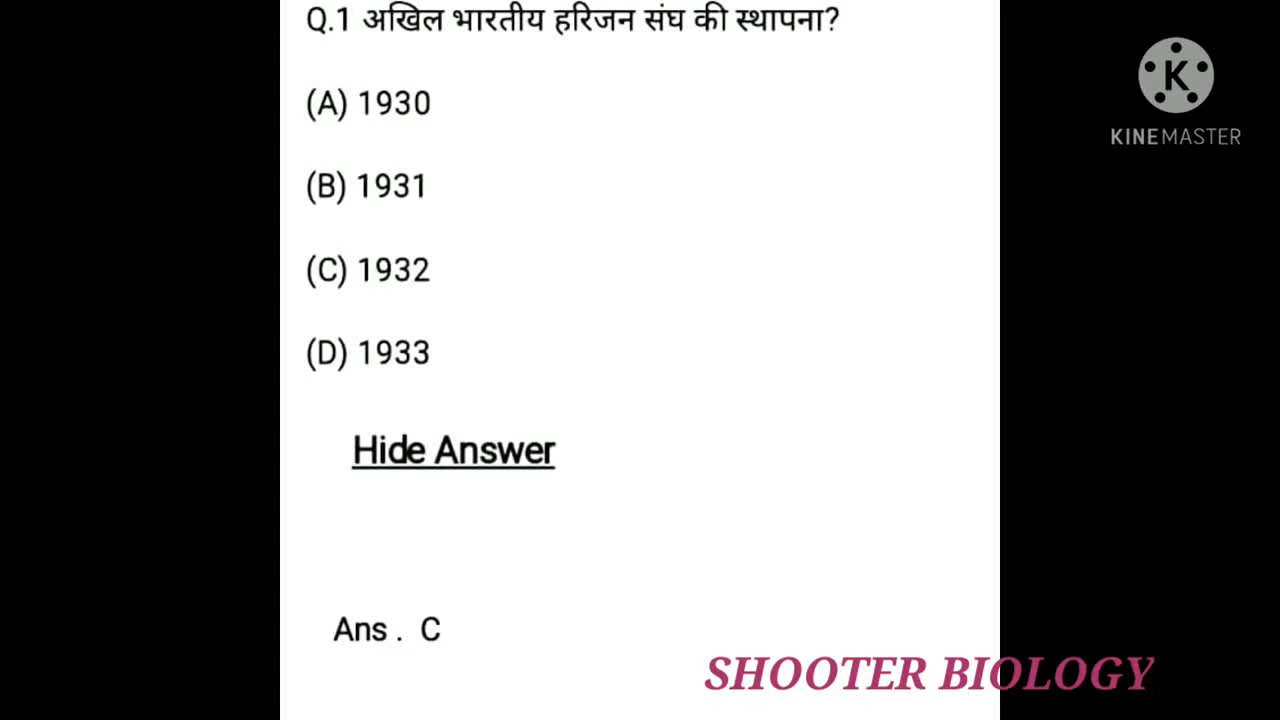 Q.1 अखिल भारतीय हरिजन संघ की स्थापना?
(A) 1930
(B) 1931
(C) 1932
(D) 1933
Hide Answer
Ans . C
K
KINEMASTER
SHOOTER BIOLOGY